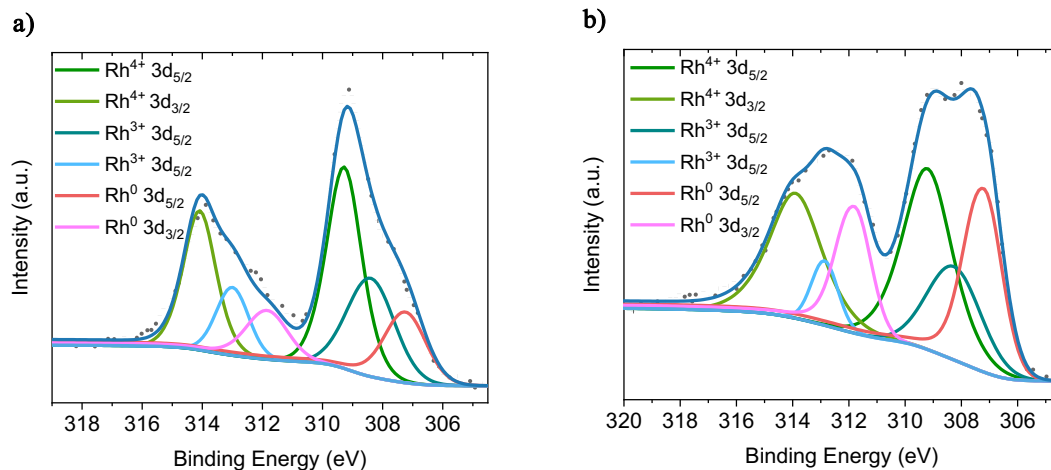 a)
Rh⁴⁺ 3d₅/₂
Rh⁴⁺ 3d₃/₂
Rh³⁺ 3d₅/₂
Rh³⁺ 3d₅/₂
Rh⁰ 3d₅/₂
Rh⁰ 3d₃/₂
Intensity (a.u.)
318 316 314 312 310 308 306
Binding Energy (eV)
b)
Rh⁴⁺ 3d₅/₂
Rh⁴⁺ 3d₃/₂
Rh³⁺ 3d₅/₂
Rh³⁺ 3d₅/₂
Rh⁰ 3d₅/₂
Rh⁰ 3d₃/₂
Intensity (a.u.)
320 318 316 314 312 310 308 306
Binding Energy (eV)